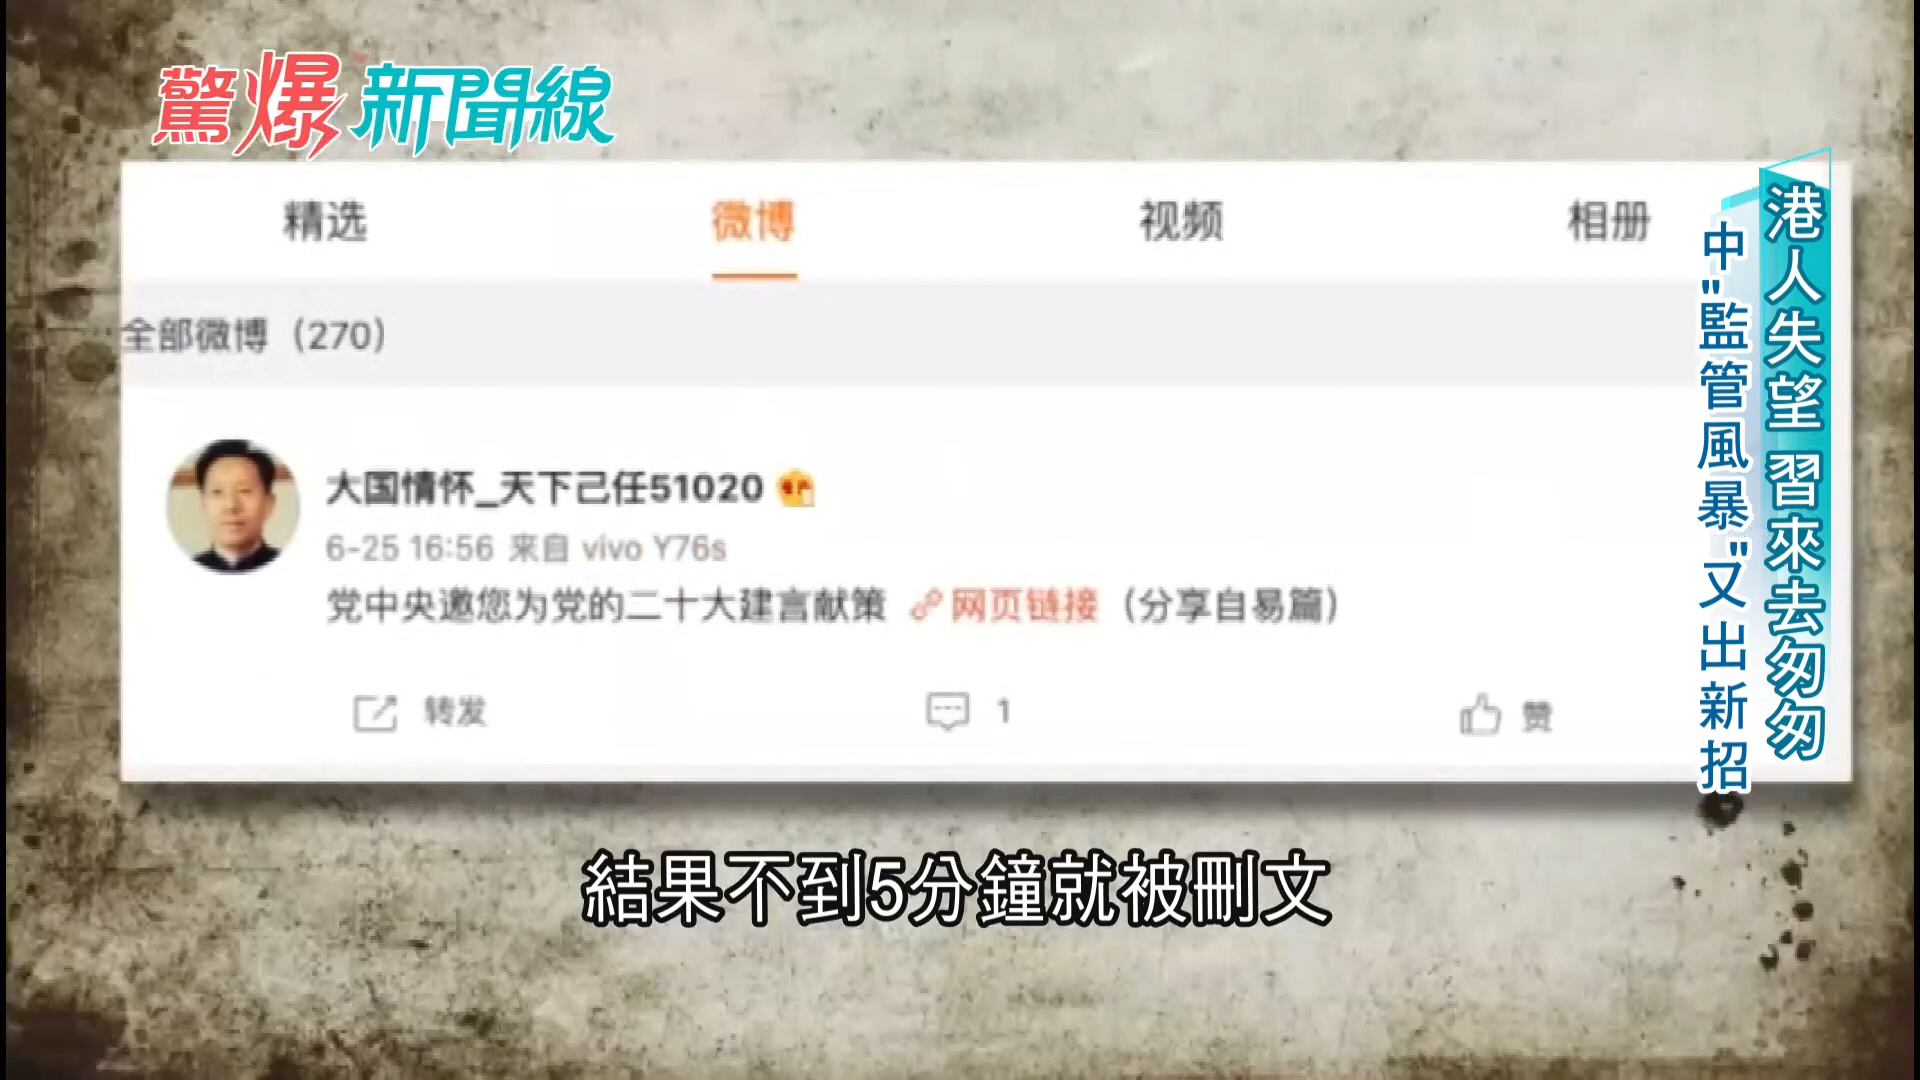 驚爆新聞線
精选
微博
视频
相册
全部微博（270）
大国情怀_天下己任51020
6-25 16:56 来自 vivo Y76s
党中央邀您为党的二十大建言献策 网页链接（分享自易篇）
转发
1
赞
港人失望 習來去匆匆
中"監管風暴"又出新招
結果不到5分鐘就被刪文